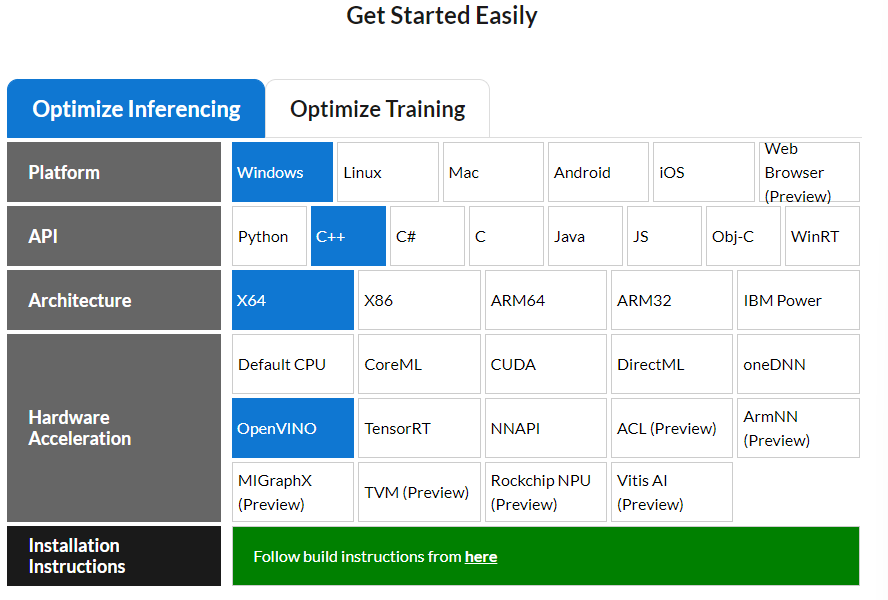 Get Started Easily
Optimize Inferencing
Optimize Training
Platform
Windows
Linux
Mac
Android
iOS
Web
Browser
(Preview)
API
Python
C++
C#
C
Java
JS
Obj-C
WinRT
Architecture
X64
X86
ARM64
ARM32
IBM Power
Hardware
Acceleration
Default CPU
CoreML
CUDA
DirectML
oneDNN
OpenVINO
TensorRT
NNAPI
ACL (Preview)
ArmNN
(Preview)
MIGraphX
(Preview)
TVM (Preview)
Rockchip NPU
(Preview)
Vitis AI
(Preview)
Installation
Instructions
Follow build instructions from here